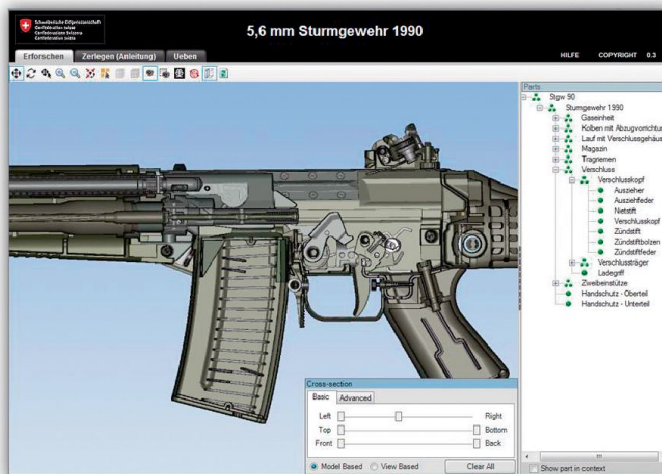 Schweizerische Eidgenossenschaft
Confédération suisse
Confederazione Svizzera
Confederaziun svizra
5,6 mm Sturmgewehr 1990
Erforschen
Zerlegen (Anleitung)
Ueben
HILFE
COPYRIGHT
0.3
Parts
Stgw 90
Sturmgewehr 1990
Gaseinheit
Kolben mit Abzugvorrichtu
Lauf mit Verschlussgehäus
Magazin
Tragriemen
Verschluss
Verschlusskopf
Auszieher
Ausziehfeder
Nietstift
Verschlusskopf
Zündstift
Zündstiftbolzen
Zündstiftfeder
Verschlussträger
Ladegriff
Zweibeinstütze
Handschutz - Oberteil
Handschutz - Unterteil
Cross-section
Basic
Advanced
Left
Right
Top
Bottom
Front
Back
Model Based
View Based
Clear All
Show part in context